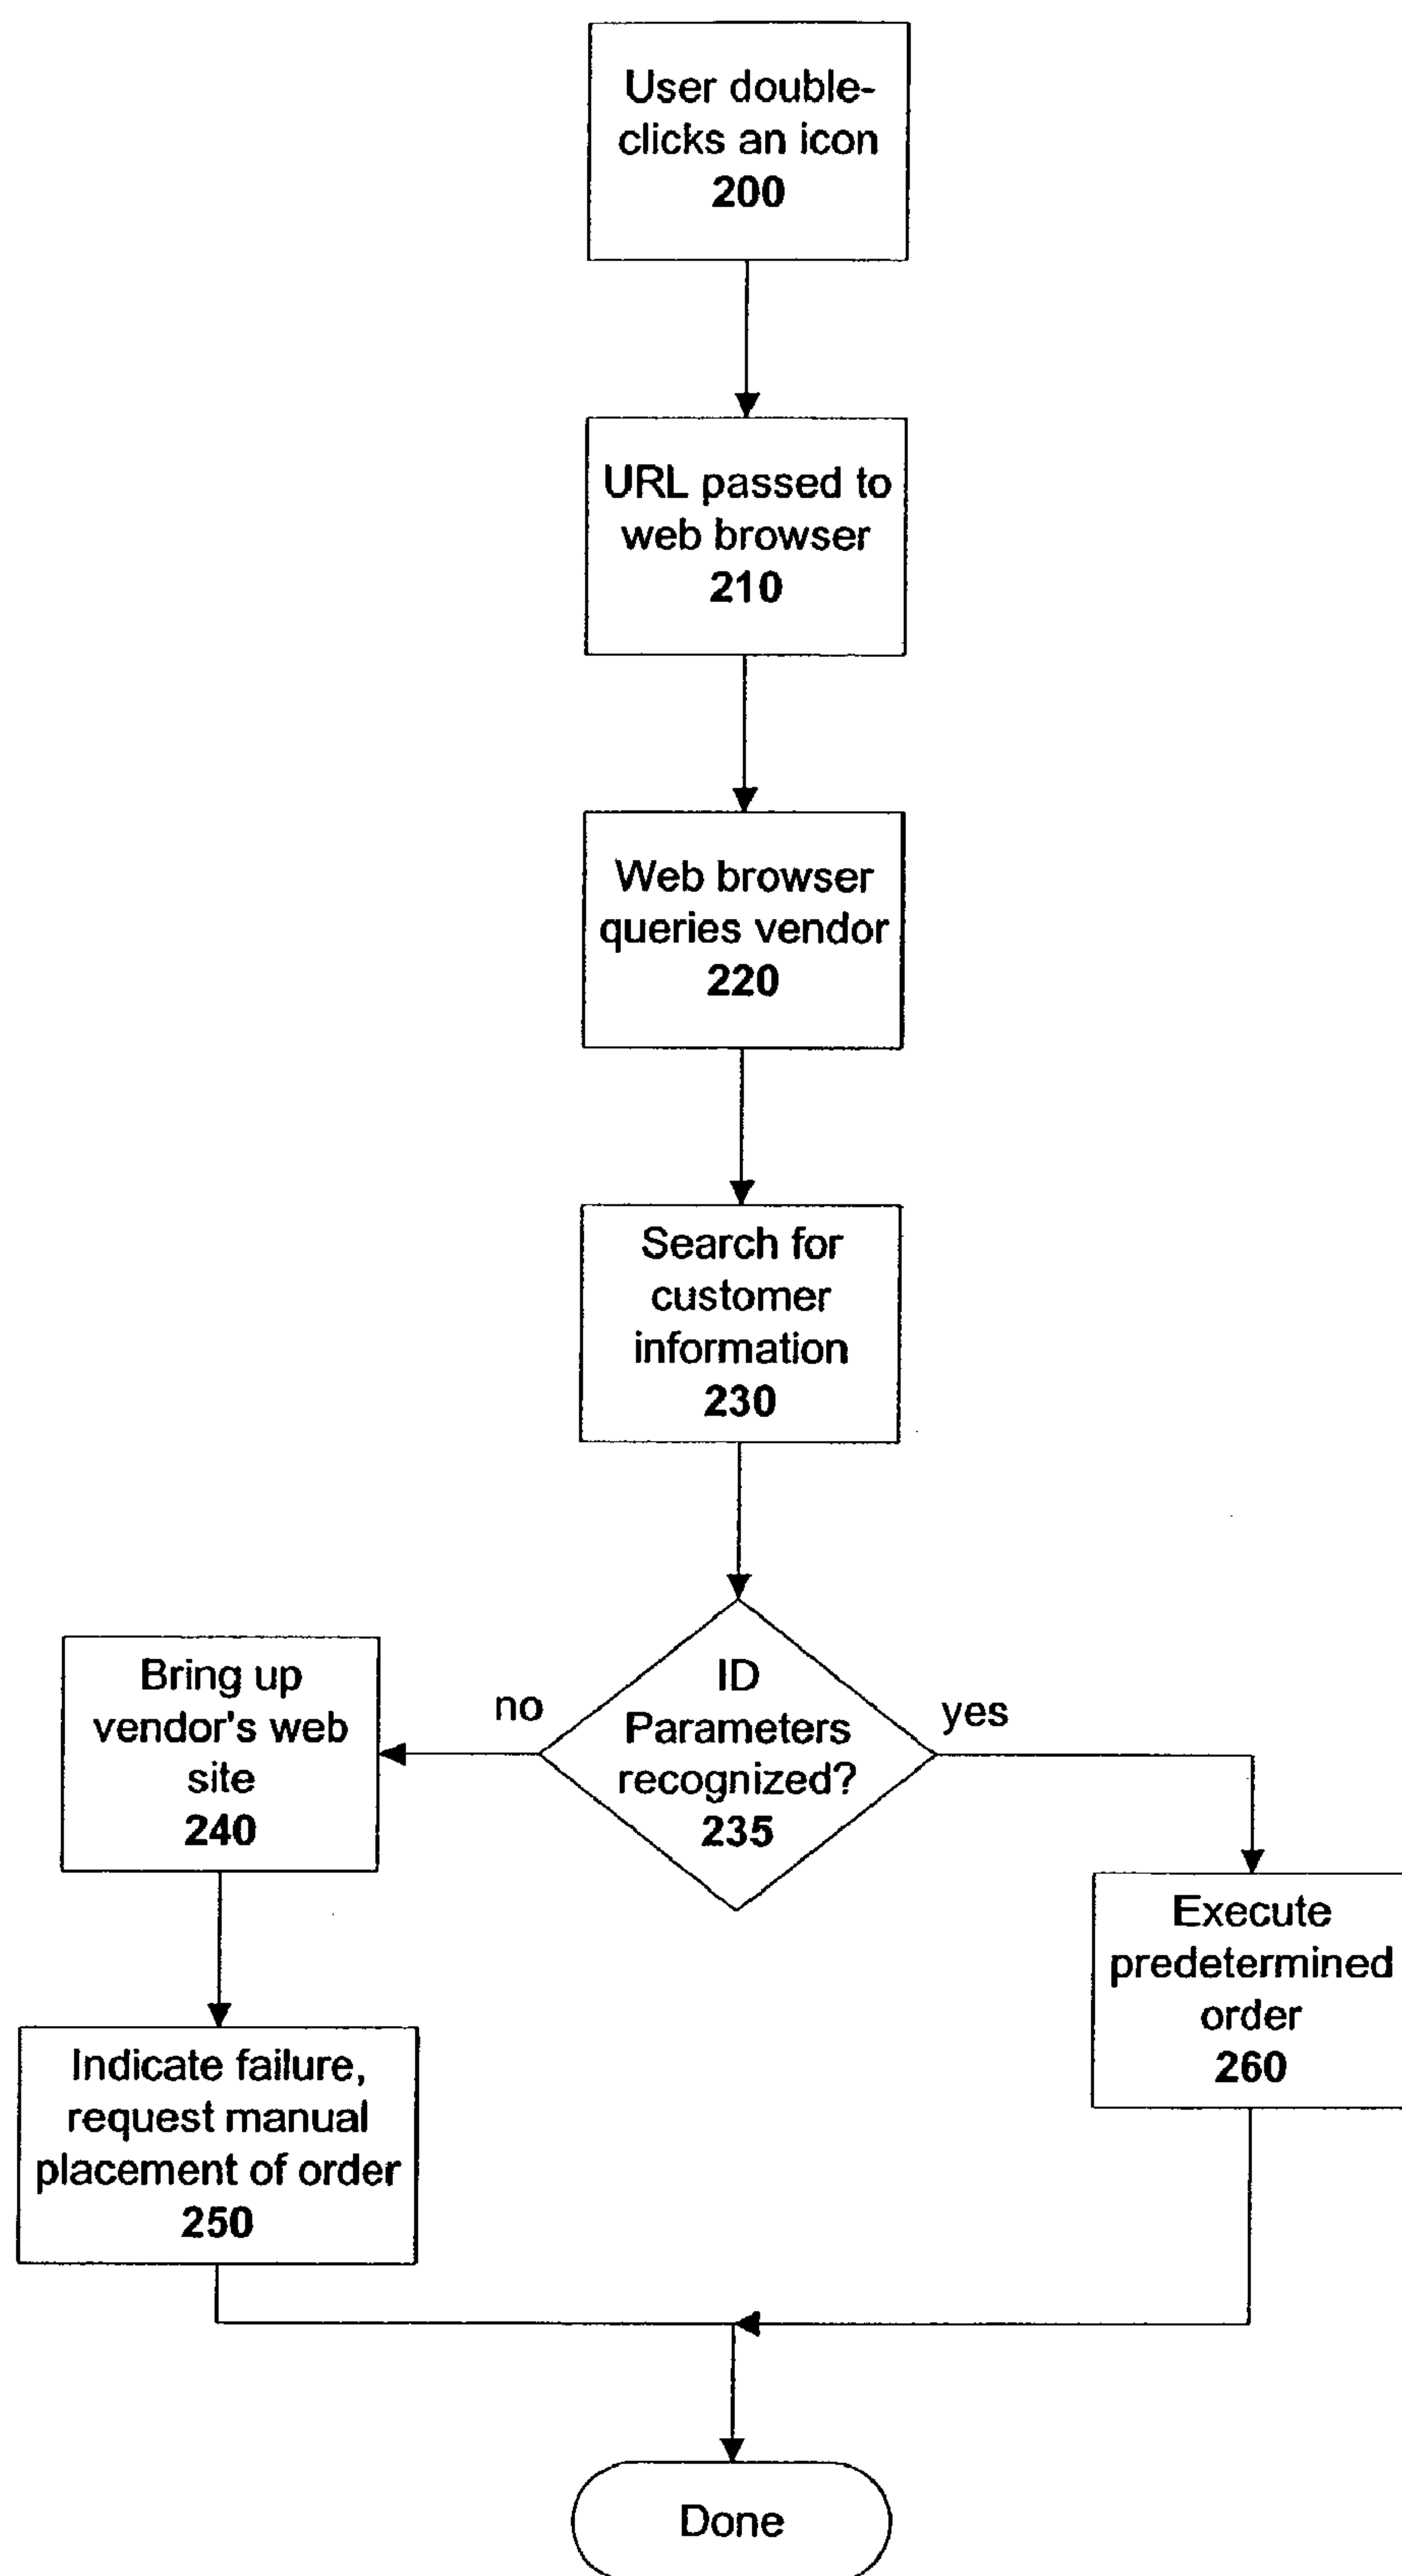 User double-
clicks an icon
200
URL passed to
web browser
210
Web browser
queries vendor
220
Search for
customer
information
230
ID
Parameters
recognized?
235
no
yes
Bring up
vendor's web
site
240
Execute
predetermined
order
260
Indicate failure,
request manual
placement of order
250
Done